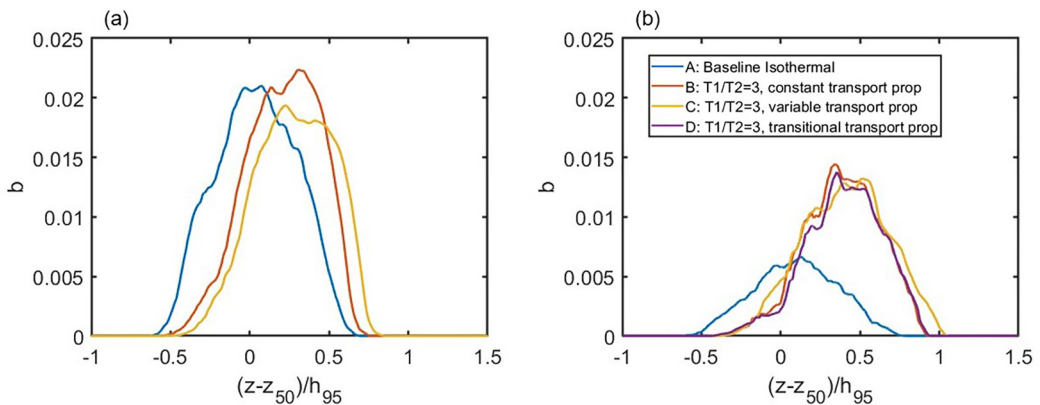 (a)
0.025
0.02
0.015
0.01
0.005
0
b
-1
-0.5
0
0.5
1
1.5
(z-z50)/h95
(b)
0.025
0.02
0.015
0.01
0.005
0
b
A: Baseline Isothermal
B: T1/T2=3, constant transport prop
C: T1/T2=3, variable transport prop
D: T1/T2=3, transitional transport prop
-1
-0.5
0
0.5
1
1.5
(z-z50)/h95